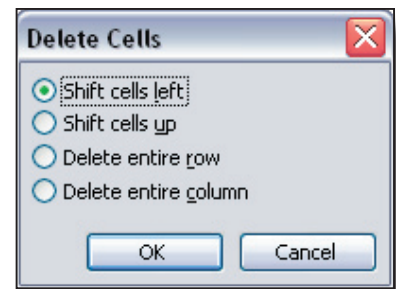 Delete Cells
Shift cells left
Shift cells up
Delete entire row
Delete entire column
OK Cancel